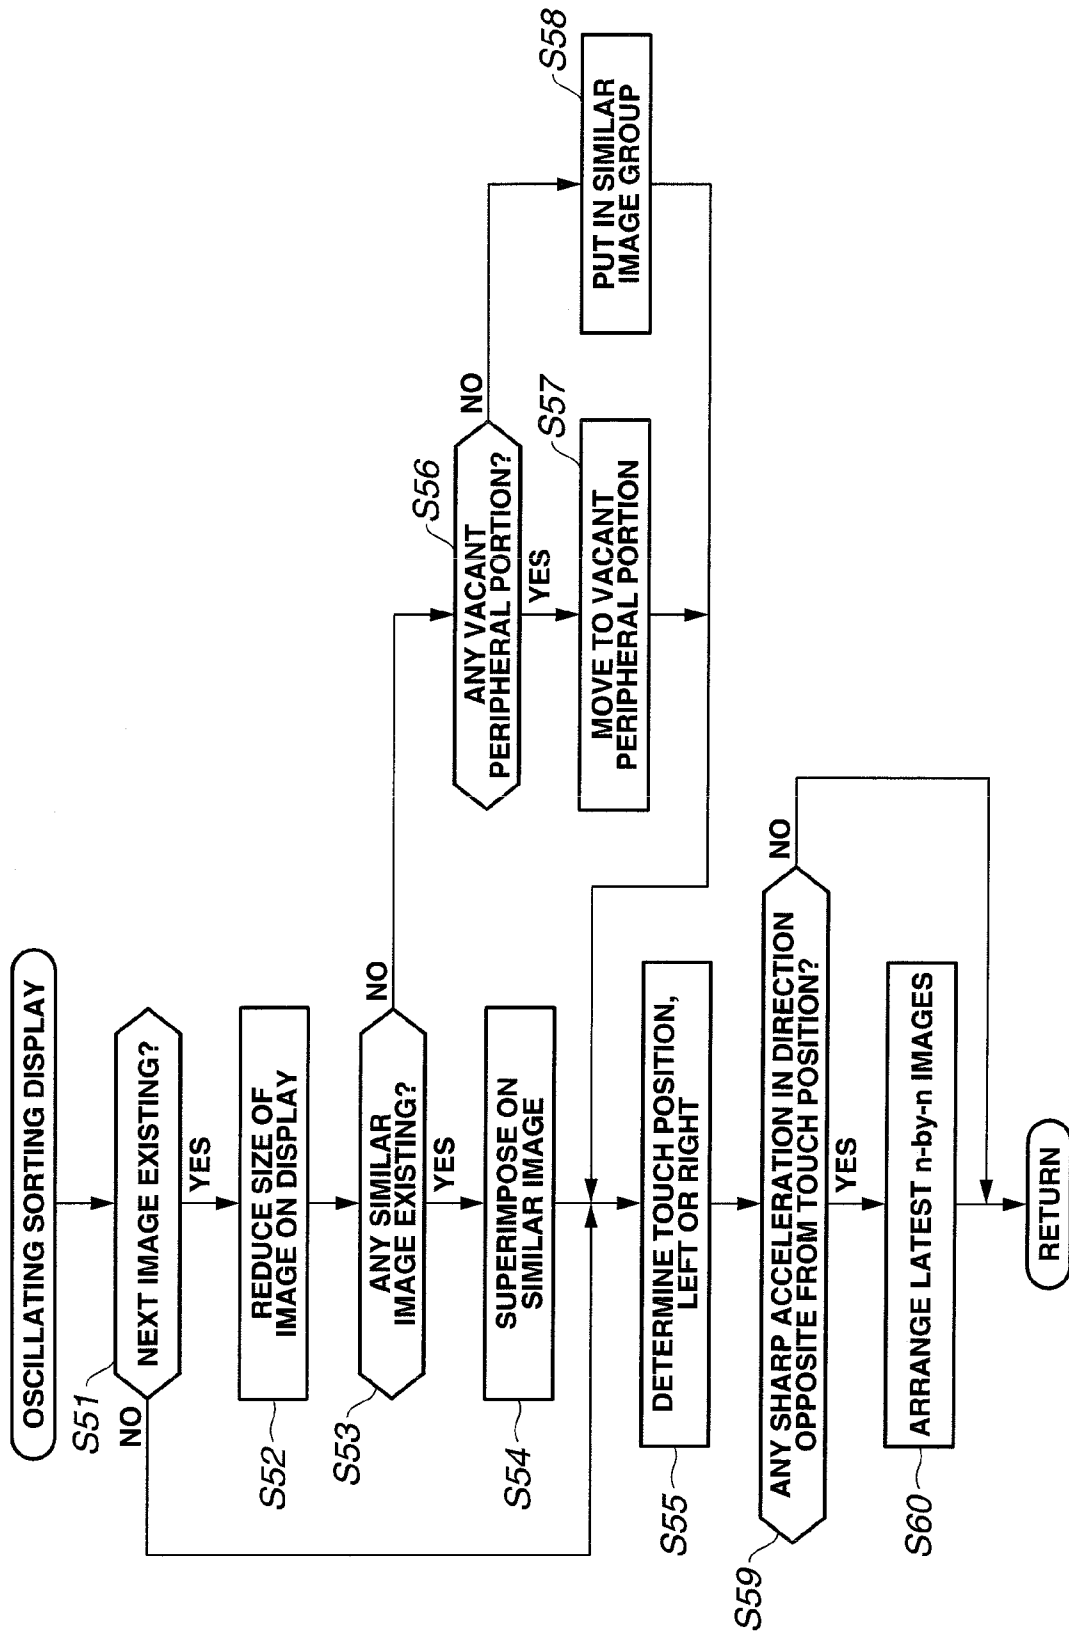 OSCILLATING SORTING DISPLAY
S51
NEXT IMAGE EXISTING?
NO
YES
S52
REDUCE SIZE OF
IMAGE ON DISPLAY
S53
ANY SIMILAR
IMAGE EXISTING?
NO
YES
S54
SUPERIMPOSE ON
SIMILAR IMAGE
S56
ANY VACANT
PERIPHERAL PORTION?
NO
YES
S57
MOVE TO VACANT
PERIPHERAL PORTION
S58
PUT IN SIMILAR
IMAGE GROUP
S55
DETERMINE TOUCH POSITION,
LEFT OR RIGHT
S59
ANY SHARP ACCELERATION IN DIRECTION
OPPOSITE FROM TOUCH POSITION?
NO
YES
S60
ARRANGE LATEST n-by-n IMAGES
RETURN